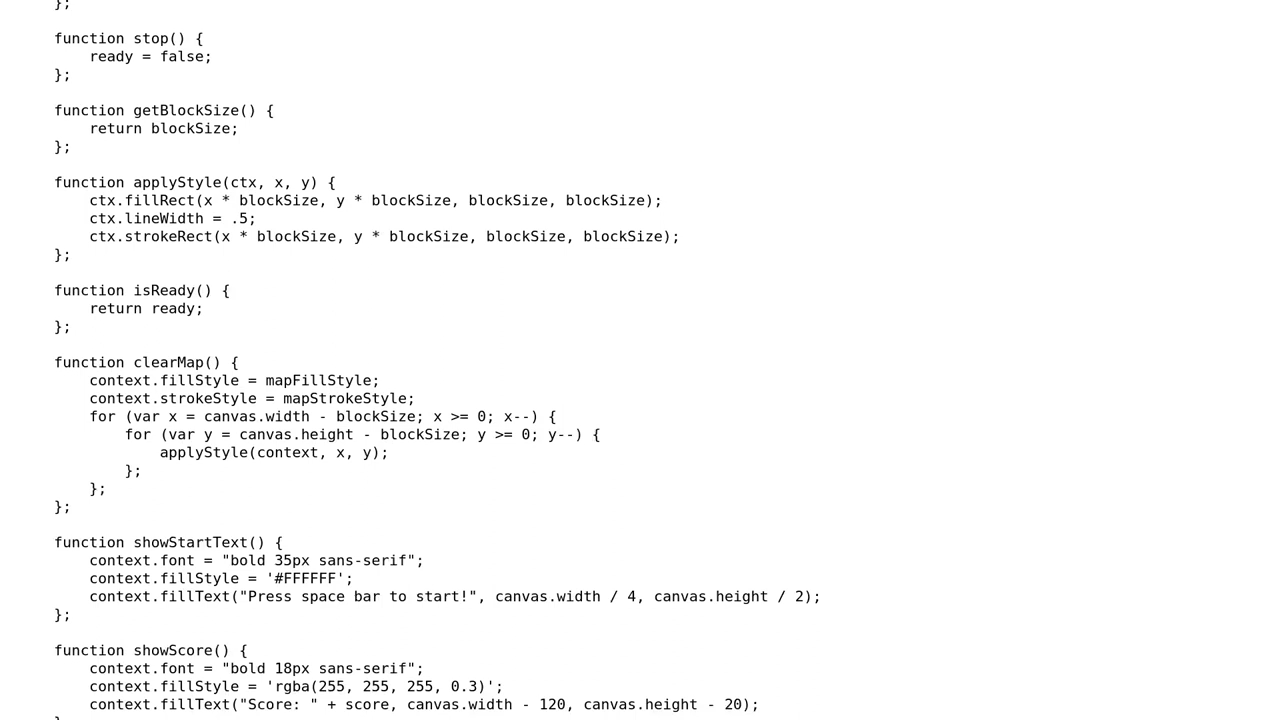 };

function stop() {
    ready = false;
};

function getBlockSize() {
    return blockSize;
};

function applyStyle(ctx, x, y) {
    ctx.fillRect(x * blockSize, y * blockSize, blockSize, blockSize);
    ctx.lineWidth = .5;
    ctx.strokeRect(x * blockSize, y * blockSize, blockSize, blockSize);
};

function isReady() {
    return ready;
};

function clearMap() {
    context.fillStyle = mapFillStyle;
    context.strokeStyle = mapStrokeStyle;
    for (var x = canvas.width - blockSize; x >= 0; x--) {
        for (var y = canvas.height - blockSize; y >= 0; y--) {
            applyStyle(context, x, y);
        };
    };
};

function showStartText() {
    context.font = "bold 35px sans-serif";
    context.fillStyle = '#FFFFFF';
    context.fillText("Press space bar to start!", canvas.width / 4, canvas.height / 2);
};

function showScore() {
    context.font = "bold 18px sans-serif";
    context.fillStyle = 'rgba(255, 255, 255, 0.3)';
    context.fillText("Score: " + score, canvas.width - 120, canvas.height - 20);